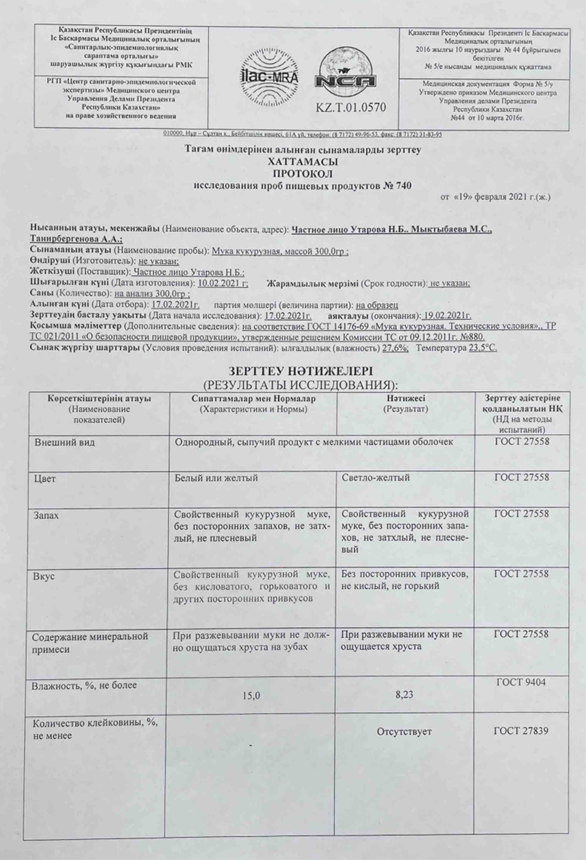 Қазақстан Республикасы Президентінің
Іс Басқармасы Медициналық орталығының
«Санитарлық-эпидемиологиялық
сараптама орталығы»
шаруашылық жүргізу құқығындағы РМК
РГП «Центр санитарно-эпидемиологической
экспертизы» Медицинского центра
Управления Делами Президента
Республики Казахстан»
на праве хозяйственного ведения
ilac-MRA
NCA
KZ.T.01.0570
Қазақстан Республикасы Президенті Іс Басқармасы
Медициналық орталығының
2016 жылғы 10 наурыздағы № 44 бұйрығымен
бекітілген
№ 5/е нысанды медициналық құжаттама
Медицинская документация Форма № 5/у
Утверждено приказом Медицинского центра
Управления делами Президента
Республики Казахстан
№44 от 10 марта 2016г.
010000, Нұр – Сұлтан қ., Бейбітшілік көшесі, 61А үй, телефон: (8 7172) 49-96-53, факс: (8 7172) 31-83-95
Тағам өнімдерінен алынған сынамаларды зерттеу
ХАТТАМАСЫ
ПРОТОКОЛ
исследования проб пищевых продуктов № 740
от «19» февраля 2021 г.(ж.)
Нысанның атауы, мекенжайы (Наименование объекта, адрес): Частное лицо Утарова Н.Б., Мыктыбаева М.С.,
Танирбергенова А.А.;
Сынаманың атауы (Наименование пробы): Мука кукурузная, массой 300,0гр ;
Өндіруші (Изготовитель): не указан;
Жеткізуші (Поставщик): Частное лицо Утарова Н.Б.;
Шығарылған күні (Дата изготовления): 10.02.2021 г; Жарамдылық мерзімі (Срок годности): не указан;
Саны (Количество): на анализ 300,0гр ;
Алынған күні (Дата отбора): 17.02.2021г. партия мөлшері (величина партии): на образец
Зерттеудің басталу уақыты (Дата начала исследования): 17.02.2021г. аяқталуы (окончания): 19.02.2021г.
Қосымша мәліметтер (Дополнительные сведения): на соответствие ГОСТ 14176-69 «Мука кукурузная. Технические условия»., ТР
ТС 021/2011 «О безопасности пищевой продукции», утвержденные решением Комиссии ТС от 09.12.2011г. №880.
Сынақ жүргізу шарттары (Условия проведения испытаний): ылғалдылық (влажность) 27,6%; Температура 23,5°С.
ЗЕРТТЕУ НӘТИЖЕЛЕРІ
(РЕЗУЛЬТАТЫ ИССЛЕДОВАНИЯ):
Көрсеткіштерінің атауы
(Наименование
показателей)
Сипаттамалар мен Нормалар
(Характеристики и Нормы)
Нәтижесі
(Результат)
Зерттеу әдістеріне
қолданылатын НҚ
(НД на методы
испытаний)
Внешний вид
Однородный, сыпучий продукт с мелкими частицами оболочек
ГОСТ 27558
Цвет
Белый или желтый
Светло-желтый
ГОСТ 27558
Запах
Свойственный кукурузной муке,
без посторонних запахов, не затх-
лый, не плесневый
Свойственный кукурузной
муке, без посторонних запа-
хов, не затхлый, не плесне-
вый
ГОСТ 27558
Вкус
Свойственный кукурузной муке,
без кисловатого, горьковатого и
других посторонних привкусов
Без посторонних привкусов,
не кислый, не горький
ГОСТ 27558
Содержание минеральной
примеси
При разжевывании муки не долж-
но ощущаться хруста на зубах
При разжевывании муки не
ощущается хруста
ГОСТ 27558
Влажность, %, не более
15,0
8,23
ГОСТ 9404
Количество клейковины, %,
не менее
-
Отсутствует
ГОСТ 27839